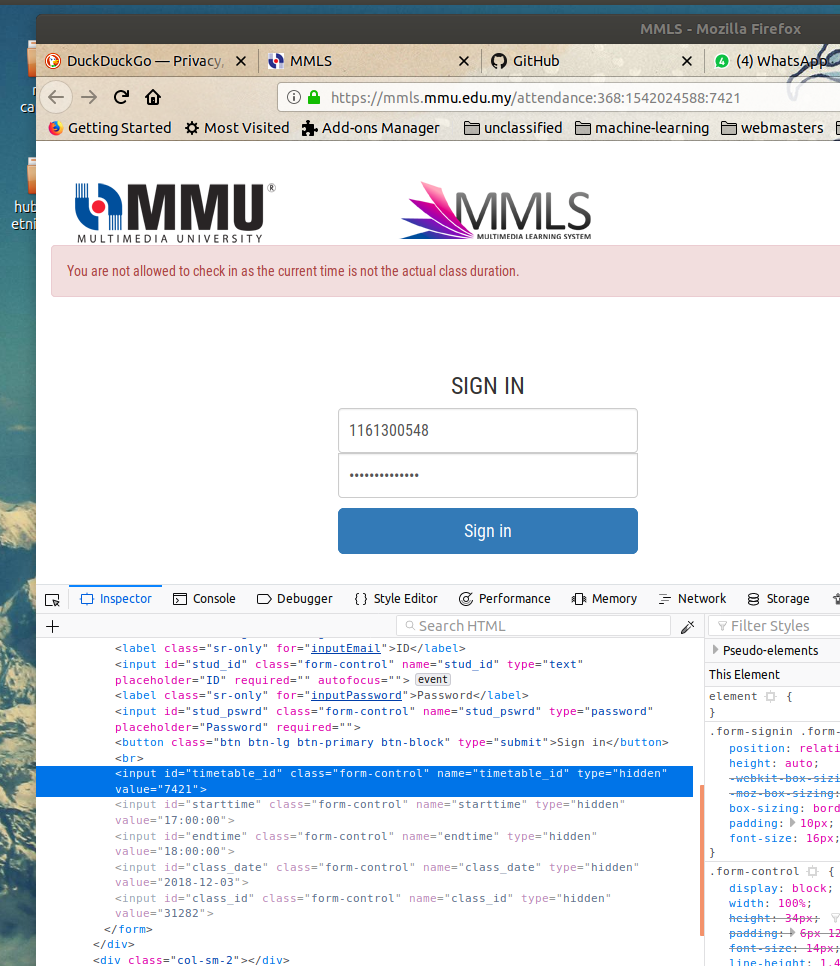 MMLS - Mozilla Firefox
DuckDuckGo — Privacy,
MMLS
GitHub
(4) WhatsApp
https://mmls.mmu.edu.my/attendance:368:1542024588:7421
Getting Started
Most Visited
Add-ons Manager
unclassified
machine-learning
webmasters
ca
hub
etni
MMU®
MULTIMEDIA UNIVERSITY
MMLS
MULTIMEDIA LEARNING SYSTEM
You are not allowed to check in as the current time is not the actual class duration.
SIGN IN
1161300548
••••••••••••••
Sign in
Inspector
Console
Debugger
{ } Style Editor
Performance
Memory
Network
Storage
+
Search HTML
Filter Styles
<label class="sr-only" for="inputEmail">ID</label>
<input id="stud_id" class="form-control" name="stud_id" type="text"
placeholder="ID" required="" autofocus=""> event
<label class="sr-only" for="inputPassword">Password</label>
<input id="stud_pswrd" class="form-control" name="stud_pswrd" type="password"
placeholder="Password" required="">
<button class="btn btn-lg btn-primary btn-block" type="submit">Sign in</button>
<br>
<input id="timetable_id" class="form-control" name="timetable_id" type="hidden"
value="7421">
<input id="starttime" class="form-control" name="starttime" type="hidden"
value="17:00:00">
<input id="endtime" class="form-control" name="endtime" type="hidden"
value="18:00:00">
<input id="class_date" class="form-control" name="class_date" type="hidden"
value="2018-12-03">
<input id="class_id" class="form-control" name="class_id" type="hidden"
value="31282">
</form>
</div>
<div class="col-sm-2"></div>
Pseudo-elements
This Element
element {
}
.form-signin .form-
position: relati
height: auto;
-webkit-box-sizi
-moz-box-sizing:
box-sizing: bord
padding: 10px;
font-size: 16px;
}
.form-control {
display: block;
width: 100%;
height: 34px;
padding: 6px 12
font-size: 14px;
line-height: 1.4